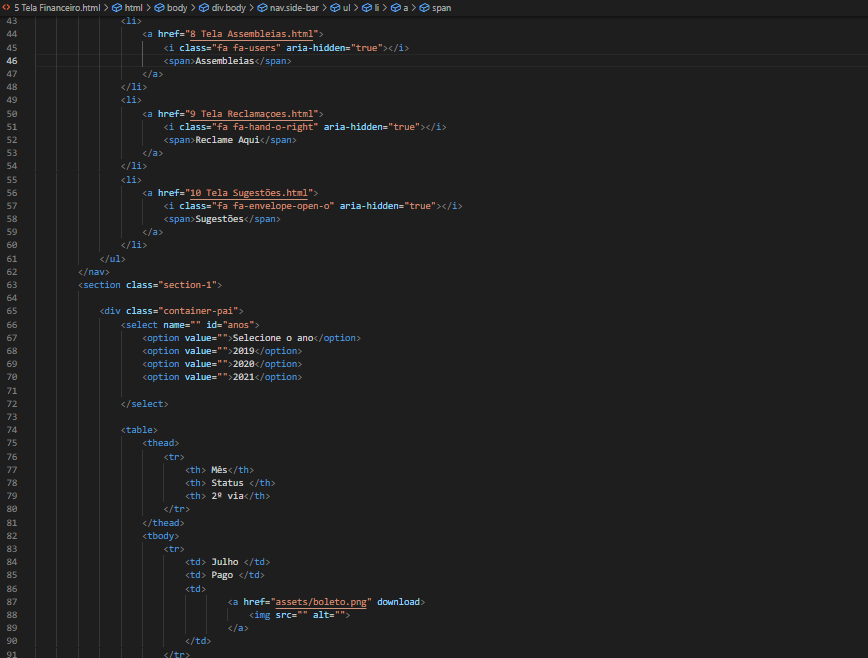 5 Tela Financeiro.html > html > body > div.body > nav.side-bar > ul > li > a > span
43 <li>
44 <a href="8 Tela Assembleias.html">
45 <i class="fa fa-users" aria-hidden="true"></i>
46 <span>Assembleias</span>
47 </a>
48 </li>
49 <li>
50 <a href="9 Tela Reclamaçoes.html">
51 <i class="fa fa-hand-o-right" aria-hidden="true"></i>
52 <span>Reclame Aqui</span>
53 </a>
54 </li>
55 <li>
56 <a href="10 Tela Sugestões.html">
57 <i class="fa fa-envelope-open-o" aria-hidden="true"></i>
58 <span>Sugestões</span>
59 </a>
60 </li>
61 </ul>
62 </nav>
63 <section class="section-1">
64
65 <div class="container-pai">
66 <select name="" id="anos">
67 <option value="">Selecione o ano</option>
68 <option value="">2019</option>
69 <option value="">2020</option>
70 <option value="">2021</option>
71
72 </select>
73
74 <table>
75 <thead>
76 <tr>
77 <th> Mês</th>
78 <th> Status </th>
79 <th> 2º via</th>
80 </tr>
81 </thead>
82 <tbody>
83 <tr>
84 <td> Julho </td>
85 <td> Pago </td>
86 <td>
87 <a href="assets/boleto.png" download>
88 <img src="" alt="">
89 </a>
90 </td>
91 </tr>